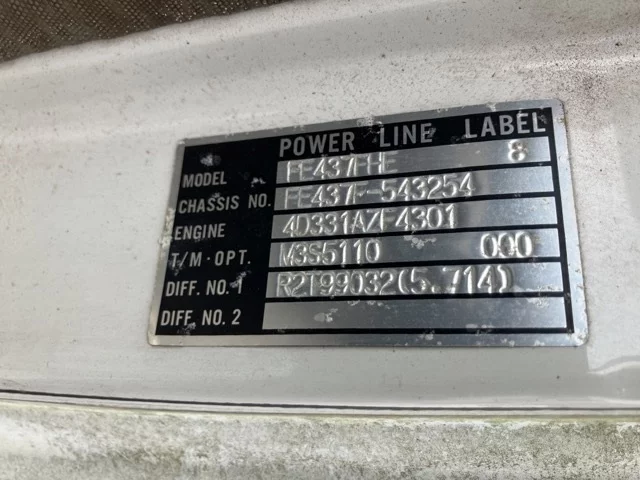 POWER LINE LABEL
MODEL FE437FHE 8
CHASSIS NO. FE437F-543254
ENGINE 4D331AZF4301
T/M·OPT. M3S5110 000
DIFF. NO. 1 R2T99032(5.714)
DIFF. NO. 2